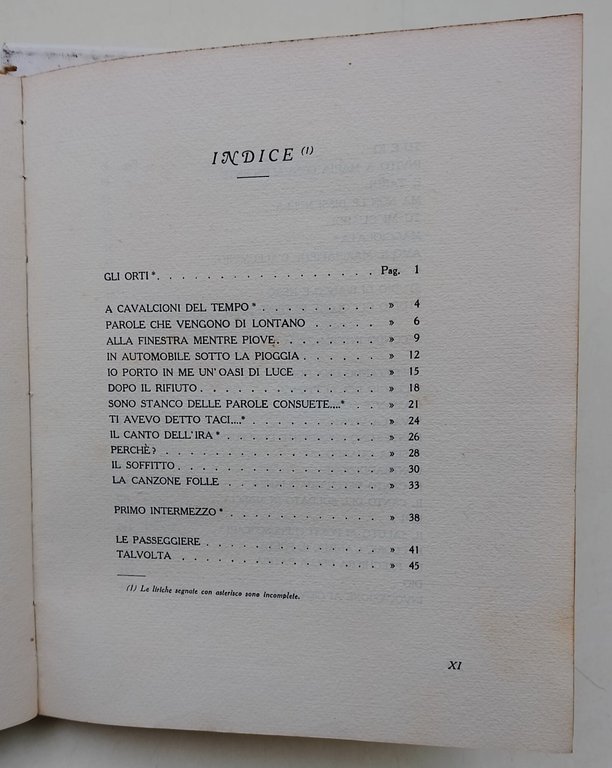 INDICE (1)
GLI ORTI * . . . . . . . . . . . . . . . . . . Pag. 1
A CAVALCIONI DEL TEMPO * . . . . . . . . . » 4
PAROLE CHE VENGONO DI LONTANO . . . . . . » 6
ALLA FINESTRA MENTRE PIOVE . . . . . . . . » 9
IN AUTOMOBILE SOTTO LA PIOGGIA . . . . . . » 12
IO PORTO IN ME UN'OASI DI LUCE . . . . . . » 15
DOPO IL RIFIUTO . . . . . . . . . . . . . » 18
SONO STANCO DELLE PAROLE CONSUETE....* . . » 21
TI AVEVO DETTO TACI....* . . . . . . . . . » 24
IL CANTO DELL'IRA * . . . . . . . . . . . » 26
PERCHÈ? . . . . . . . . . . . . . . . . . » 28
IL SOFFITTO . . . . . . . . . . . . . . . » 30
LA CANZONE FOLLE . . . . . . . . . . . . . » 33
PRIMO INTERMEZZO * . . . . . . . . . . . . » 38
LE PASSEGGIERE . . . . . . . . . . . . . . » 41
TALVOLTA . . . . . . . . . . . . . . . . . » 45
(1) Le liriche segnate con asterisco sono incomplete.
XI